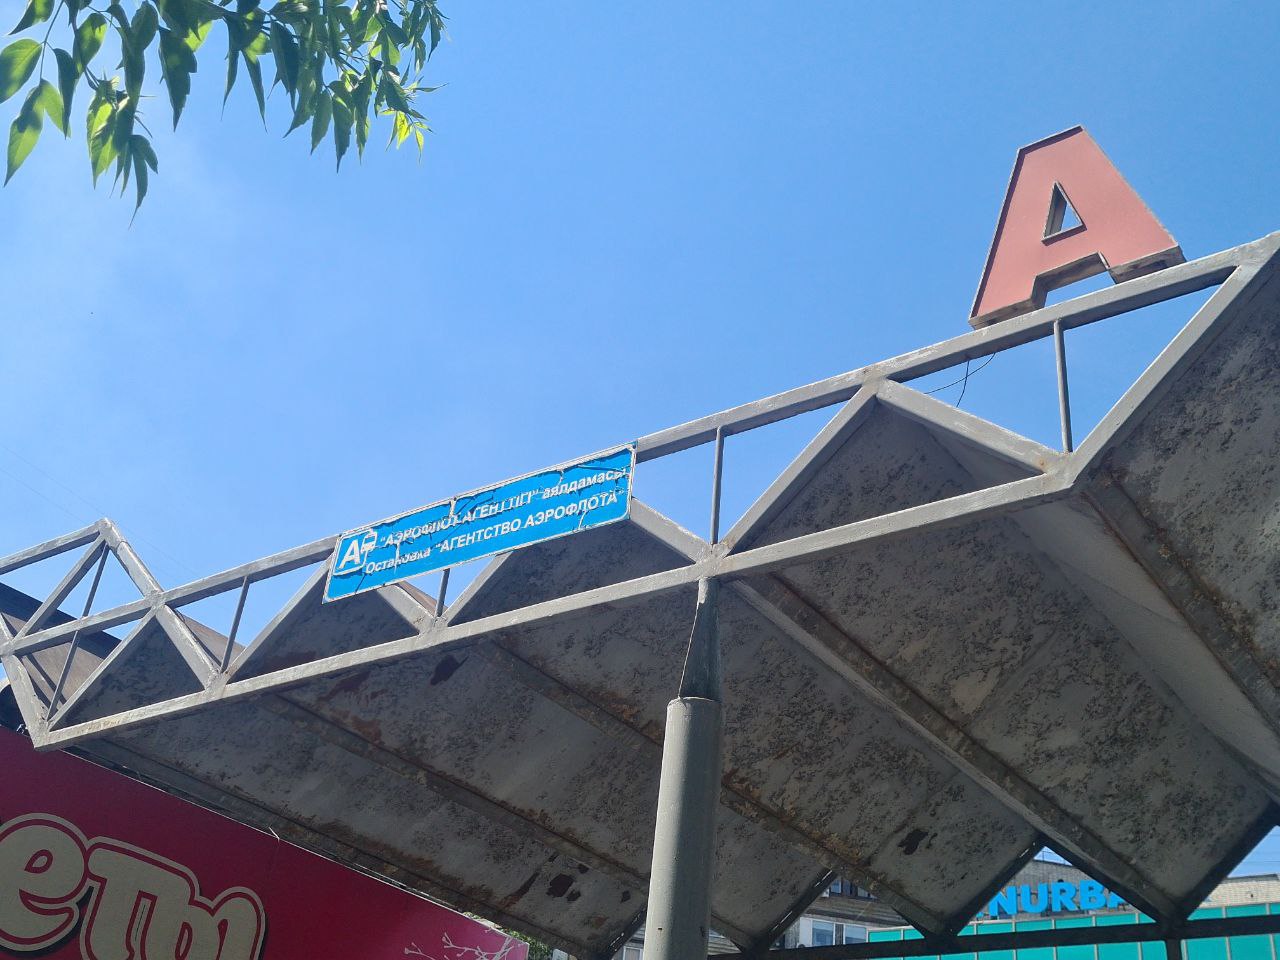 А
А "АЭРОФЛОТ АГЕНТТІГІ" аялдамасы
Остановка "АГЕНТСТВО АЭРОФЛОТА"
NURBA